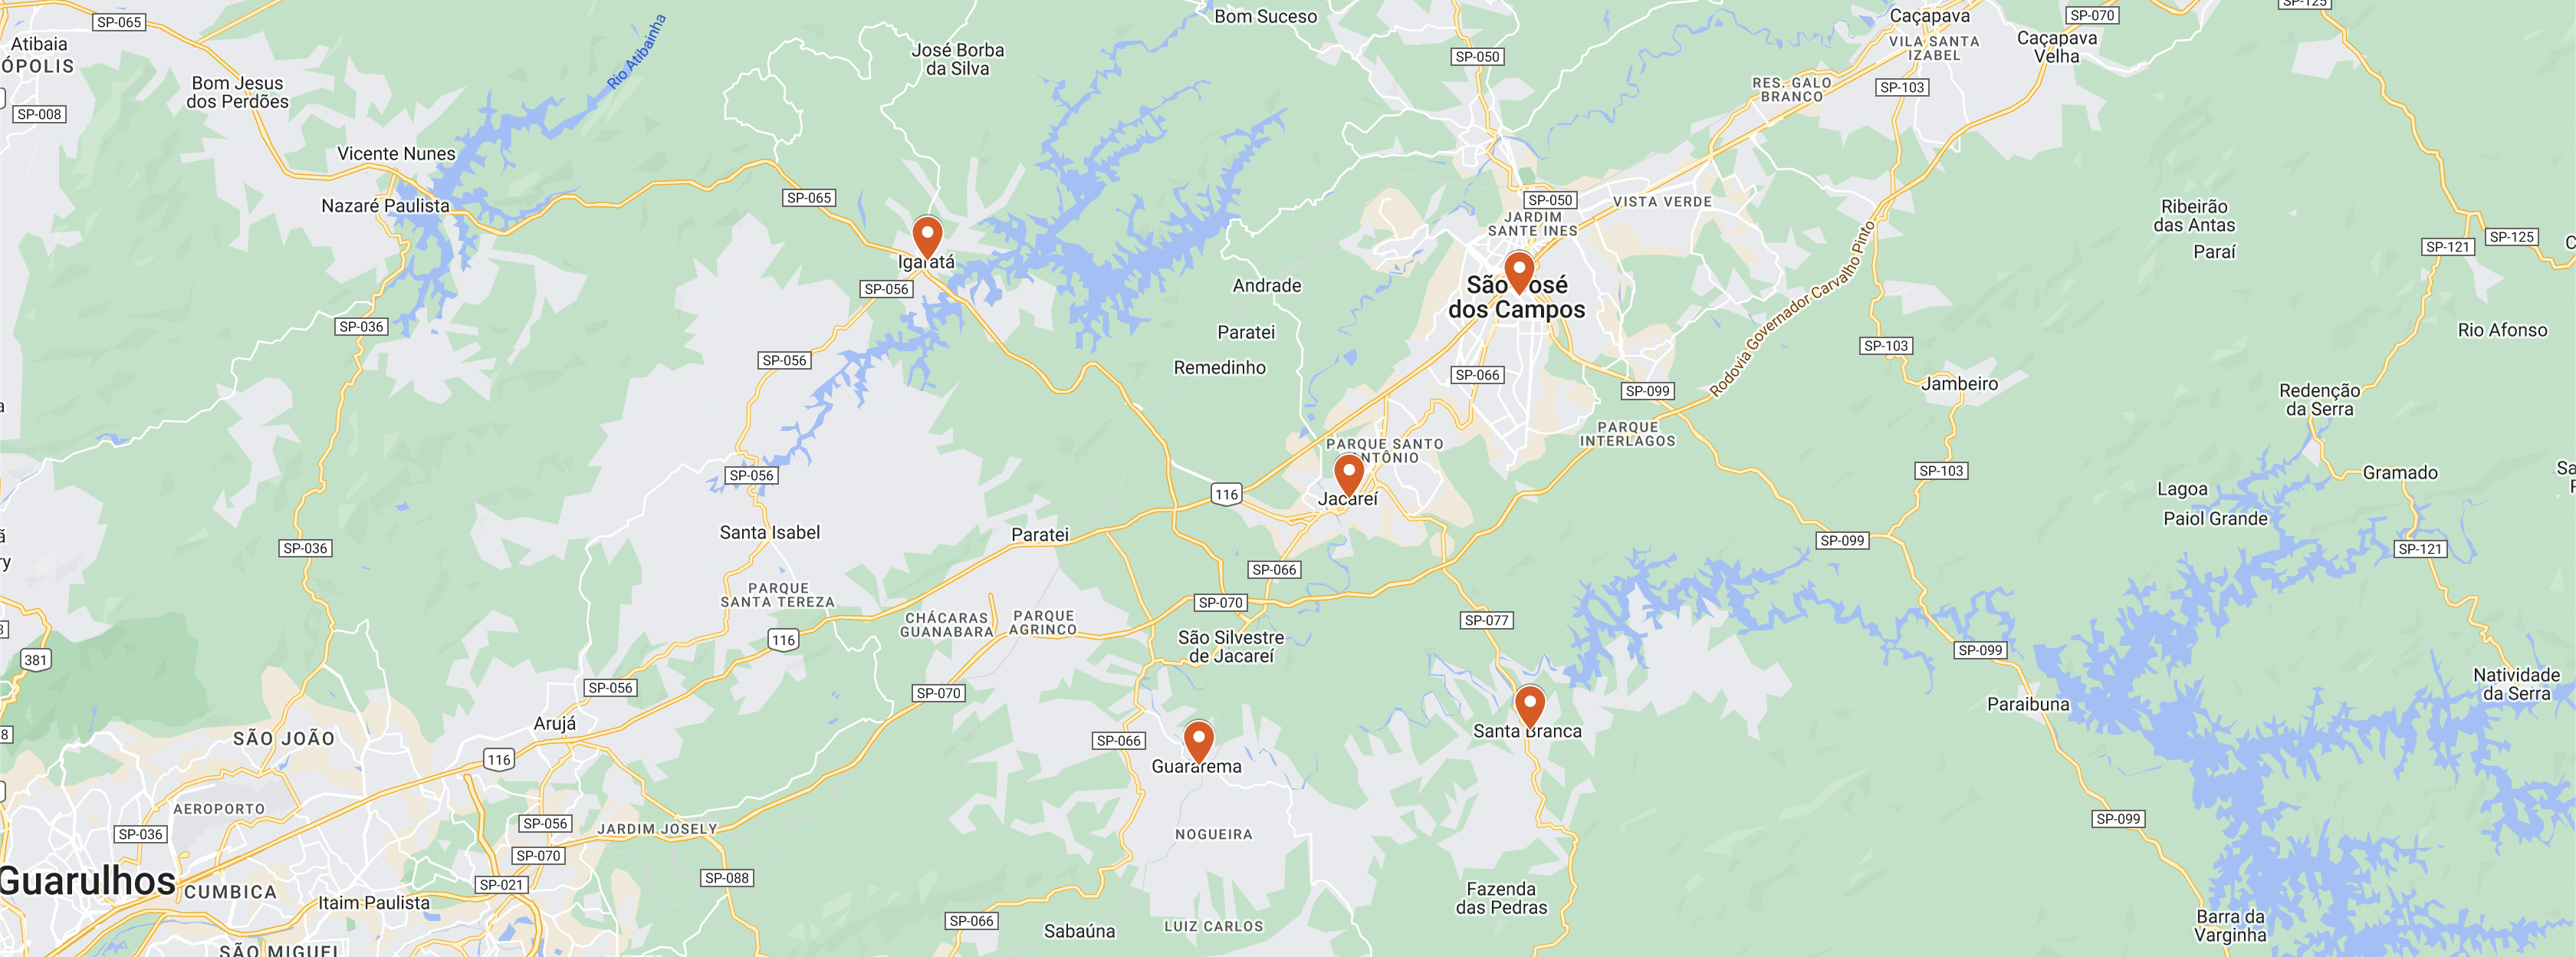 SP-065
Atibaia
ÓPOLIS
SP-008
Bom Jesus
dos Perdões
Rio Atibainha
José Borba
da Silva
Bom Suceso
SP-050
Caçapava
VILA SANTA
IZABEL
SP-070
Caçapava
Velha
SP-125
RES. GALO
BRANCO
SP-103
Vicente Nunes
Nazaré Paulista
SP-065
Igaratá
SP-056
SP-050
JARDIM
SANTE INES
VISTA VERDE
São José
dos Campos
Ribeirão
das Antas
Paraí
SP-121
SP-125
Andrade
Paratei
Remedinho
Rodovia Governador Carvalho Pinto
SP-036
SP-056
SP-066
SP-099
SP-103
Jambeiro
Rio Afonso
Redenção
da Serra
PARQUE
INTERLAGOS
PARQUE SANTO
ANTÔNIO
Jacareí
116
SP-056
Santa Isabel
Paratei
SP-103
Lagoa
Paiol Grande
Gramado
SP-036
SP-066
SP-099
SP-121
PARQUE
SANTA TEREZA
116
CHÁCARAS
GUANABARA
PARQUE
AGRINCO
SP-070
São Silvestre
de Jacareí
SP-077
SP-099
381
SP-056
SP-070
Natividade
da Serra
Paraibuna
Arujá
SÃO JOÃO
116
SP-066
Guararema
Santa Branca
AEROPORTO
SP-036
SP-056
JARDIM JOSELY
NOGUEIRA
SP-099
SP-070
Guarulhos
CUMBICA
SP-021
SP-088
Itaim Paulista
SP-066
Sabaúna
LUIZ CARLOS
Fazenda
das Pedras
Barra da
Varginha
SÃO MIGUEL